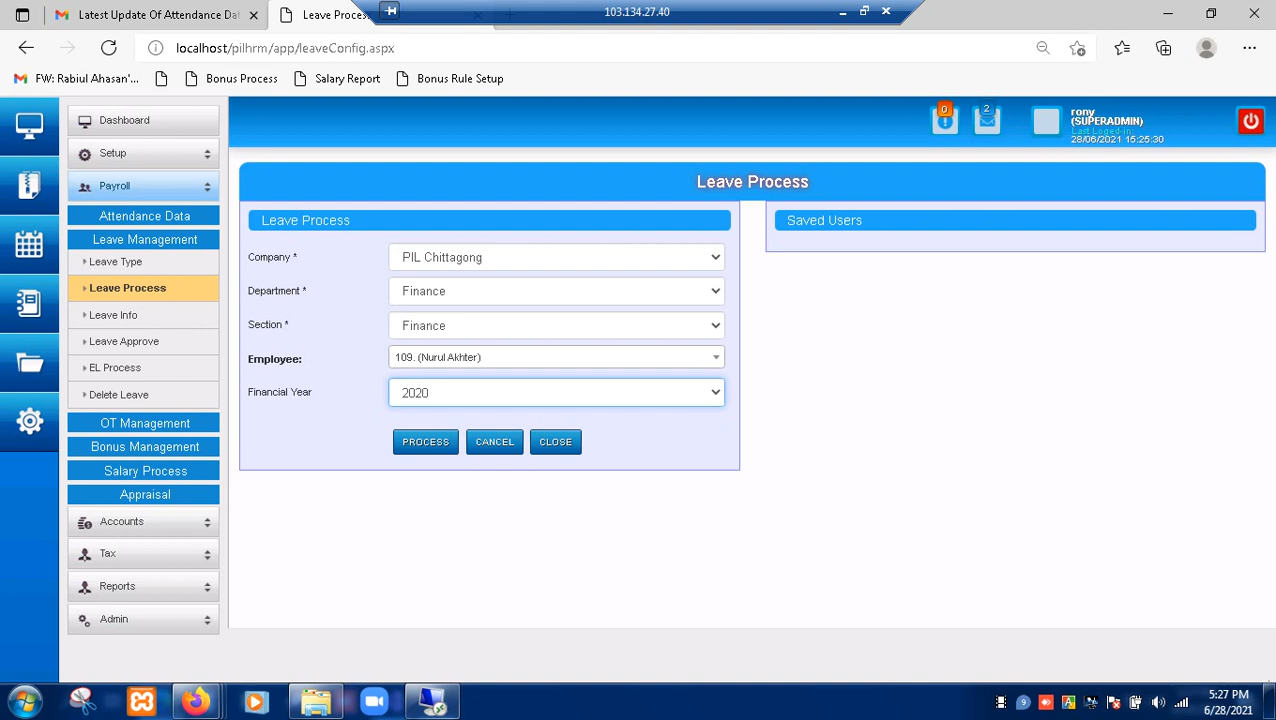 Latest Update Of Attendance Da
Leave Proces
103.134.27.40
localhost/pilhrm/app/leaveConfig.aspx
FW: Rabiul Ahasan'...
Bonus Process
Salary Report
Bonus Rule Setup
Dashboard
Setup
Payroll
Attendance Data
Leave Management
Leave Type
Leave Process
Leave Info
Leave Approve
EL Process
Delete Leave
OT Management
Bonus Management
Salary Process
Appraisal
Accounts
Tax
Reports
Admin
0
2
rony
(SUPERADMIN)
Last Loged-in:
28/06/2021 15:25:30
Leave Process
Leave Process
Company *
PIL Chittagong
Department *
Finance
Section *
Finance
Employee:
109. (Nurul Akhter)
Financial Year
2020
PROCESS
CANCEL
CLOSE
Saved Users
5:27 PM
6/28/2021